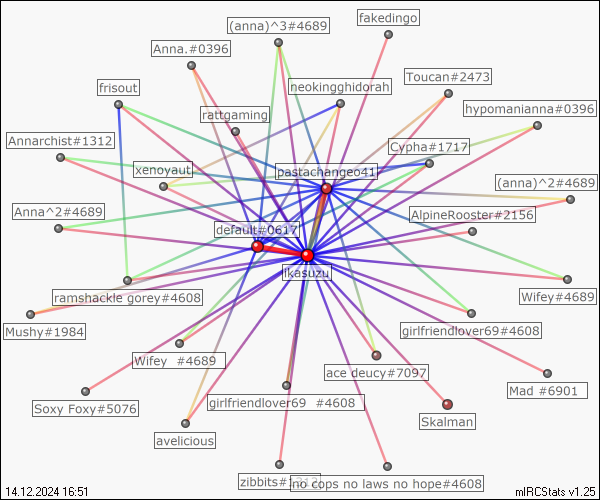 fakedingo
(anna)^3#4689
Anna.#0396
Toucan#2473
frisout
neokingghidorah
hypomanianna#0396
rattgaming
Annarchist#1312
Cypha#1717
xenoyaut
pastachangeo41
(anna)^2#4689
Anna^2#4689
AlpineRooster#2156
default#0617
Ikasuzu
ramshackle gorey#4608
Wifey#4689
Mushy#1984
girlfriendlover69#4608
Wifey #4689
ace deucy#7097
Mad #6901
Soxy Foxy#5076
girlfriendlover69 #4608
Skalman
avelicious
zibbits#1312
no cops no laws no hope#4608
14.12.2024 16:51
mIRCStats v1.25